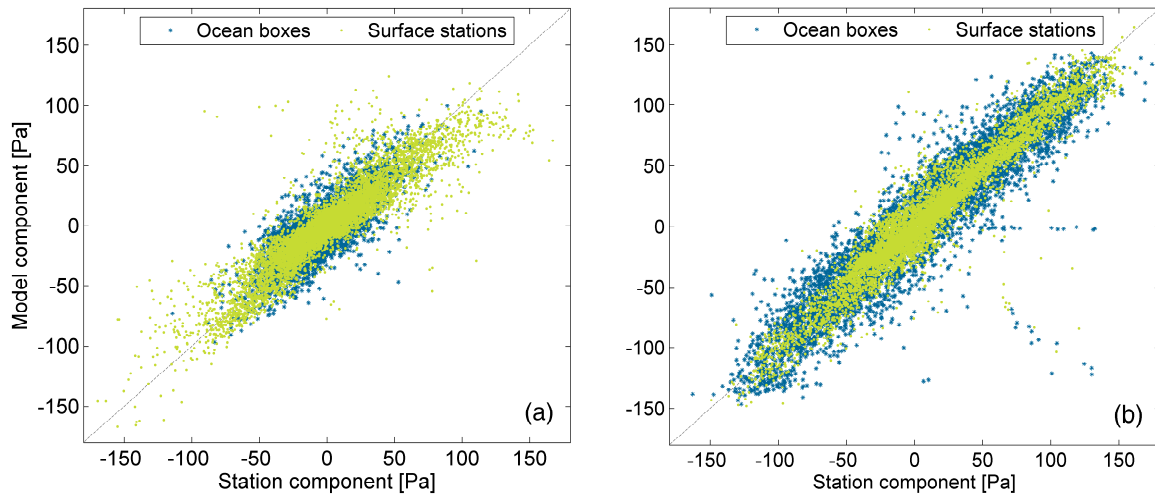 Ocean boxes Surface stations
Model component [Pa]
150
100
50
0
-50
-100
-150
-150 -100 -50 0 50 100 150
Station component [Pa]
(a)
Ocean boxes Surface stations
150
100
50
0
-50
-100
-150
-150 -100 -50 0 50 100 150
Station component [Pa]
(b)